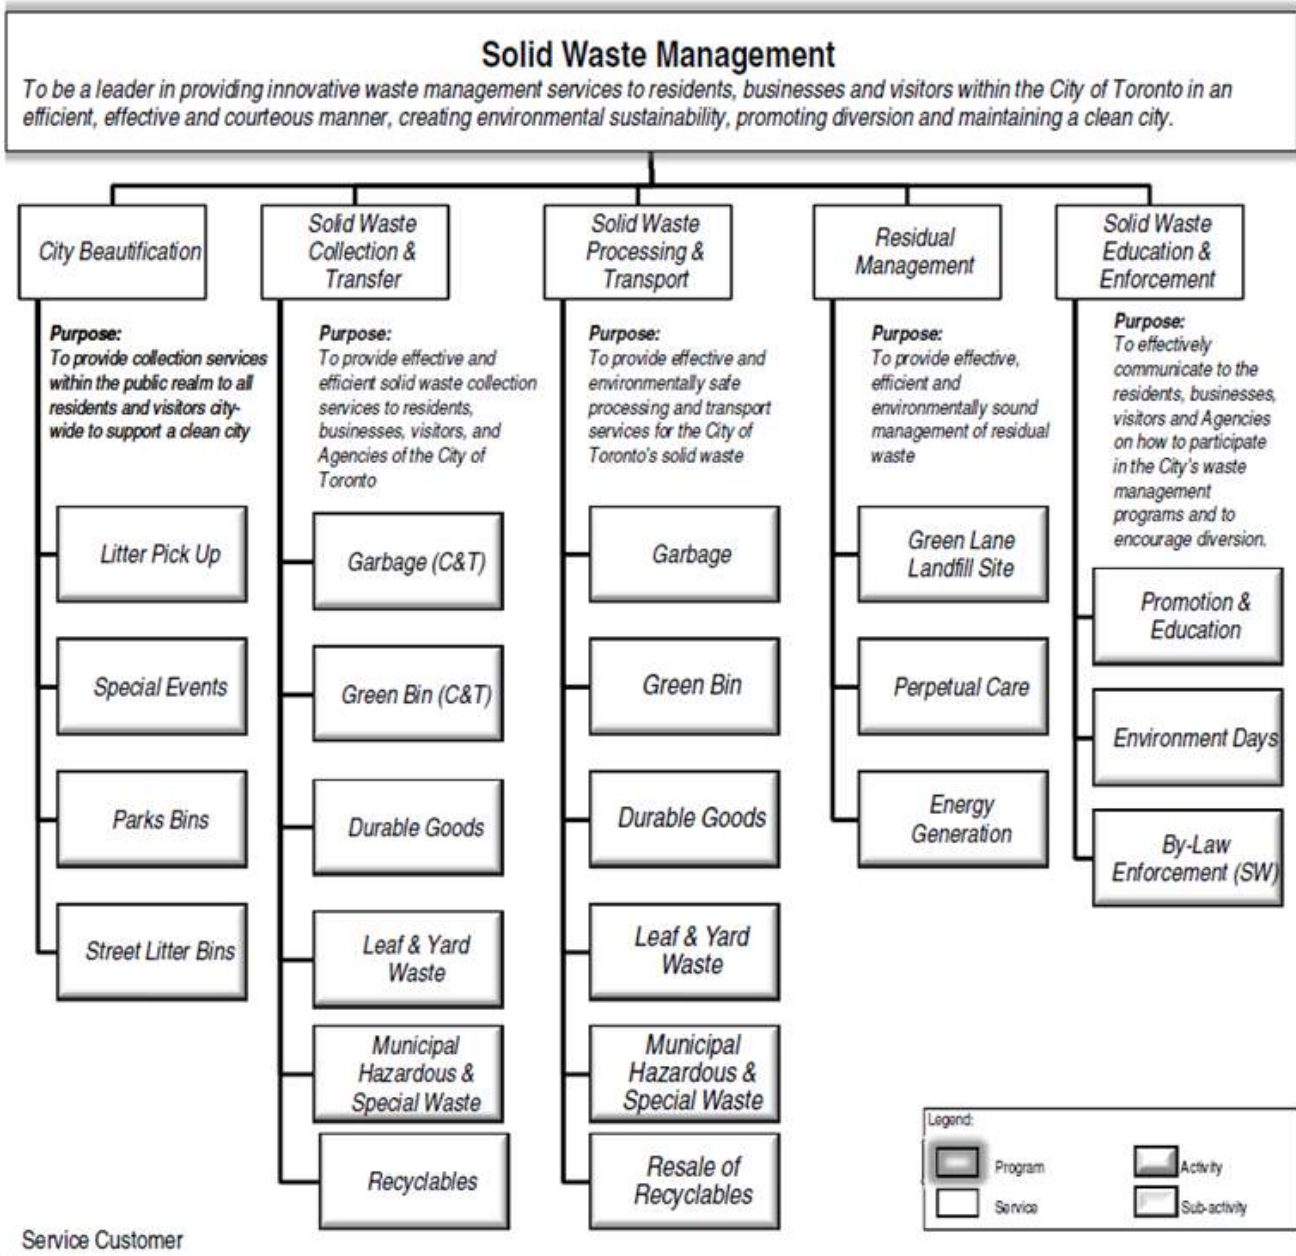 Solid Waste Management
To be a leader in providing innovative waste management services to residents, businesses and visitors within the City of Toronto in an
efficient, effective and courteous manner, creating environmental sustainability, promoting diversion and maintaining a clean city.
City Beautification
Purpose:
To provide collection services
within the public realm to all
residents and visitors city-
wide to support a clean city
Litter Pick Up
Special Events
Parks Bins
Street Litter Bins
Solid Waste
Collection &
Transfer
Purpose:
To provide effective and
efficient solid waste collection
services to residents,
businesses, visitors, and
Agencies of the City of
Toronto
Garbage (C&T)
Green Bin (C&T)
Durable Goods
Leaf & Yard
Waste
Municipal
Hazardous &
Special Waste
Recyclables
Solid Waste
Processing &
Transport
Purpose:
To provide effective and
environmentally safe
processing and transport
services for the City of
Toronto's solid waste
Garbage
Green Bin
Durable Goods
Leaf & Yard
Waste
Municipal
Hazardous &
Special Waste
Resale of
Recyclables
Residual
Management
Purpose:
To provide effective,
efficient and
environmentally sound
management of residual
waste
Green Lane
Landfill Site
Perpetual Care
Energy
Generation
Solid Waste
Education &
Enforcement
Purpose:
To effectively
communicate to the
residents, businesses,
visitors and Agencies
on how to participate
in the City's waste
management
programs and to
encourage diversion.
Promotion &
Education
Environment Days
By-Law
Enforcement (SW)
Legend:
Program
Activity
Service
Sub-activity
Service Customer